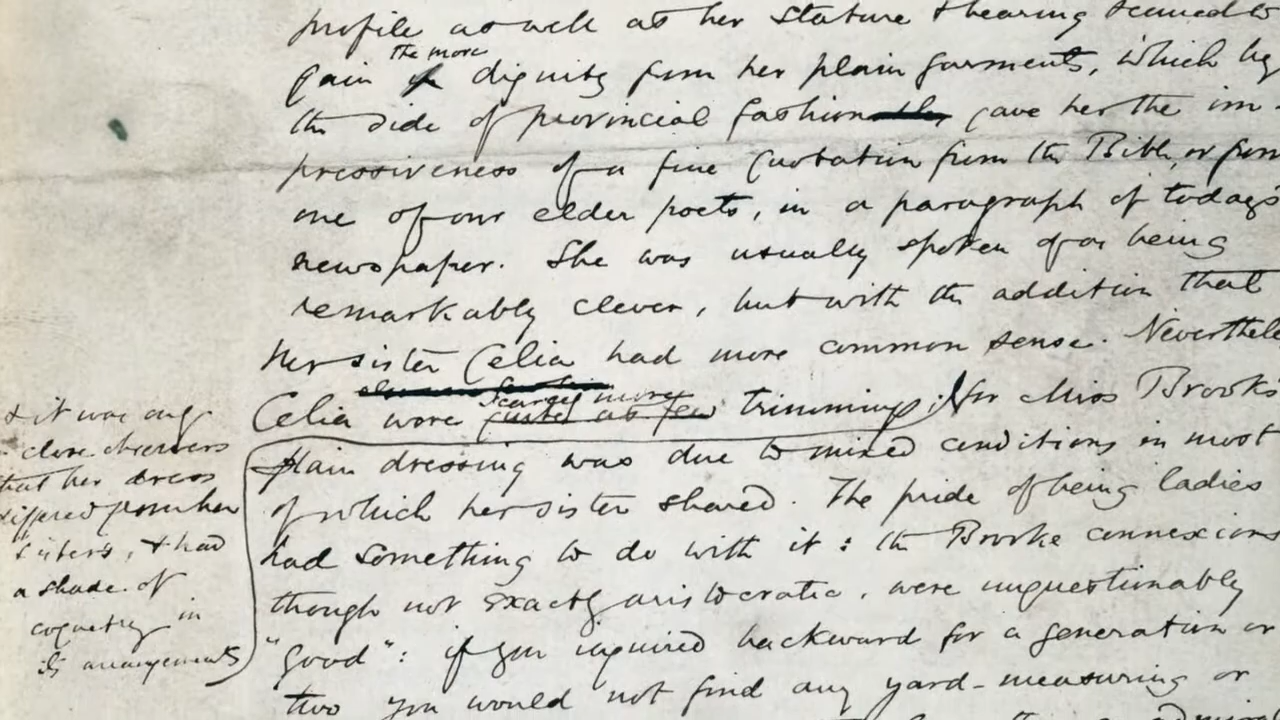 profile as well as her stature & bearing seemed to
the more
gain dignity from her plain garments, which by
the side of provincial fashion gave her the im-
pressiveness of a fine quotation from the Bible, or from
one of our elder poets, in a paragraph of today's
newspaper. She was usually spoken of as being
remarkably clever, but with the addition that
her sister Celia had more common sense. Neverthele
scarcely more
Celia wore trimmings; for Miss Brooke's
& it was only
close observers
that her dress
differed from her
sisters, & had
a shade of
coquetry in
its arrangements
plain dressing was due to mixed conditions in most
of which her sister shared. The pride of being ladies
had something to do with it: the Brooke connexions
though not exactly aristocratic, were unquestionably
"good": if you inquired backward for a generation or
two you would not find any yard-measuring or